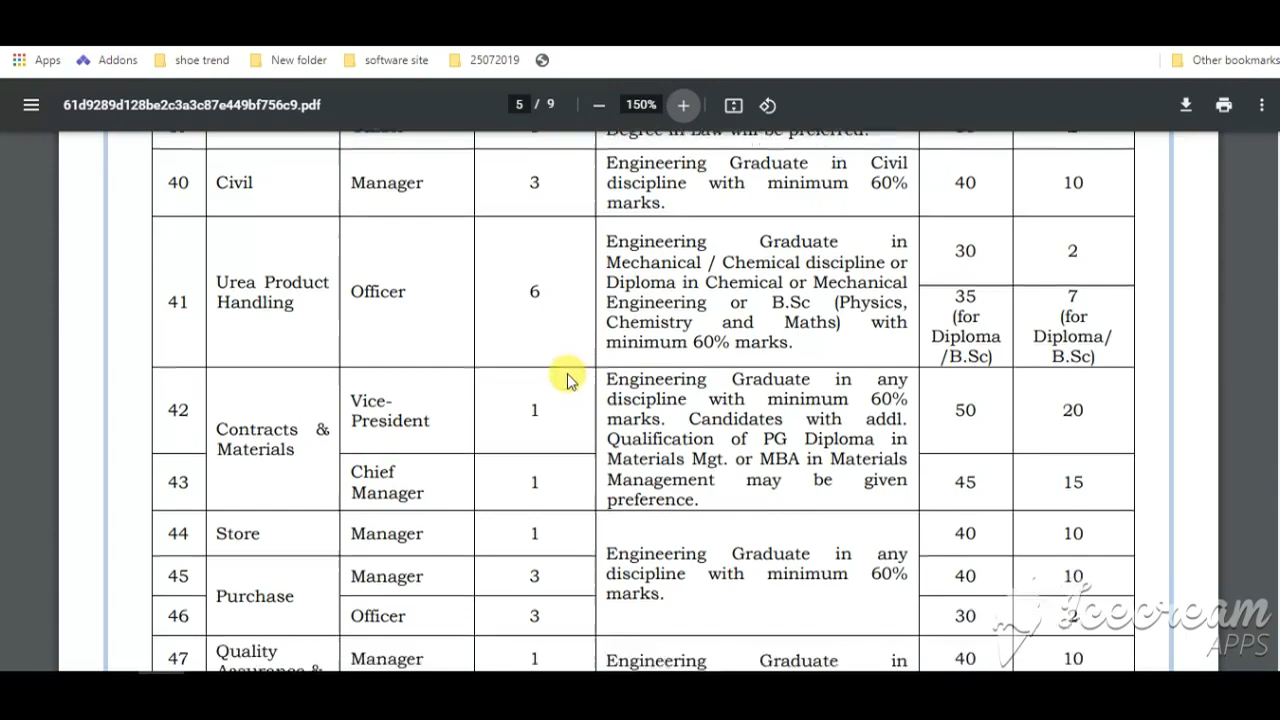 Apps Addons shoe trend New folder software site 25072019 Other bookmarks
61d9289d128be2c3a3c87e449bf756c9.pdf 5 / 9 150%
Degree in Law will be preferred.
40 Civil Manager 3 Engineering Graduate in Civil
discipline with minimum 60%
marks. 40 10
41 Urea Product
Handling Officer 6 Engineering Graduate in
Mechanical / Chemical discipline or
Diploma in Chemical or Mechanical
Engineering or B.Sc (Physics,
Chemistry and Maths) with
minimum 60% marks.
30 2
35
(for
Diploma
/B.Sc)
7
(for
Diploma/
B.Sc)
42 Contracts &
Materials
Vice-
President 1
Engineering Graduate in any
discipline with minimum 60%
marks. Candidates with addl.
Qualification of PG Diploma in
Materials Mgt. or MBA in Materials
Management may be given
preference.
50 20
43 Chief
Manager 1 45 15
44 Store Manager 1
Engineering Graduate in any
discipline with minimum 60%
marks.
40 10
45 Purchase Manager 3 40 10
46 Officer 3 30 2
47 Quality
Assurance &
Manager 1 Engineering Graduate in 40 10
Icecream
APPS